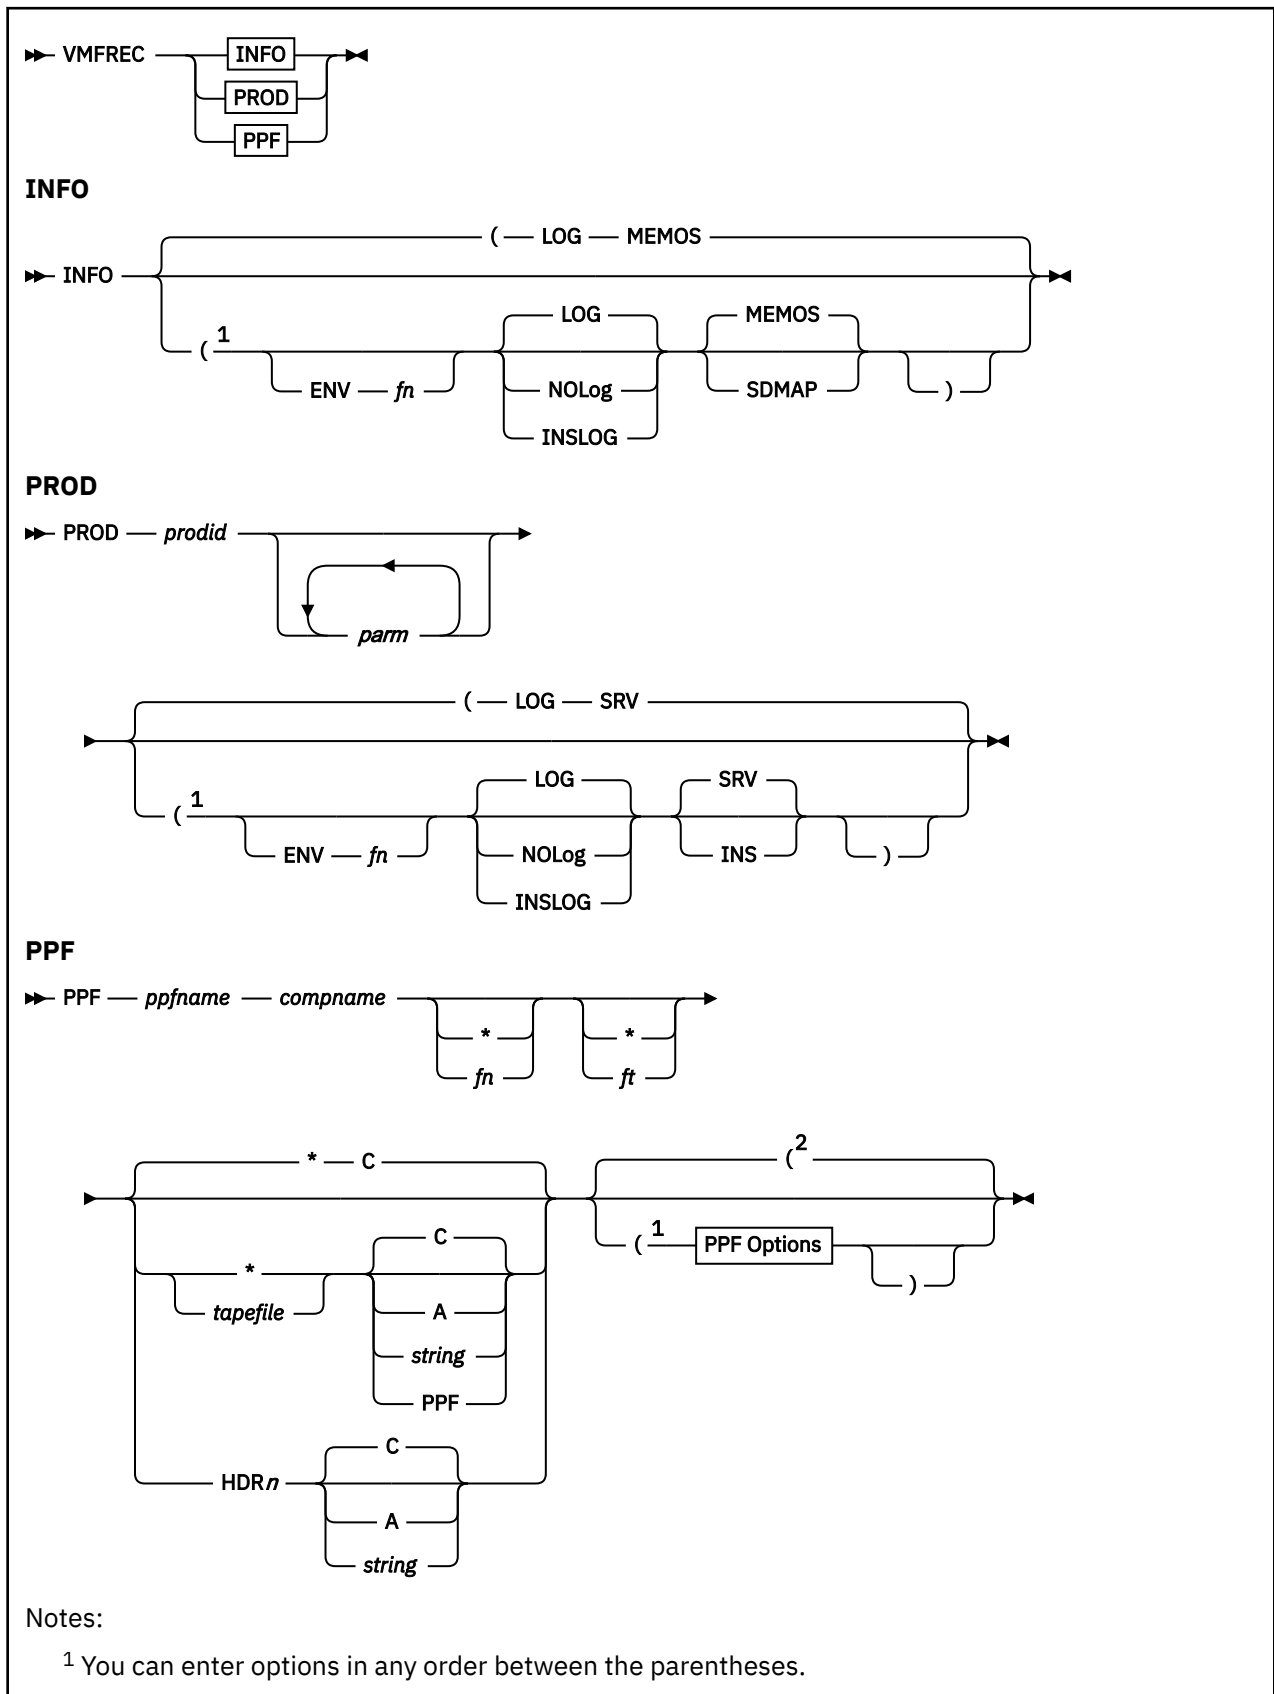 VMFREC INFO
PROD
PPF
INFO
( LOG MEMOS
INFO
LOG MEMOS
( 1
ENV fn NOLog SDMAP )
INSLOG
PROD
PROD prodid
parm
( LOG SRV
LOG SRV
( 1
ENV fn NOLog INS )
INSLOG
PPF
PPF ppfname compname
* *
fn ft
* C ( 2
C ( 1 PPF Options
* )
tapefile A
string
PPF
C
HDRn
A
string
Notes:
1 You can enter options in any order between the parentheses.